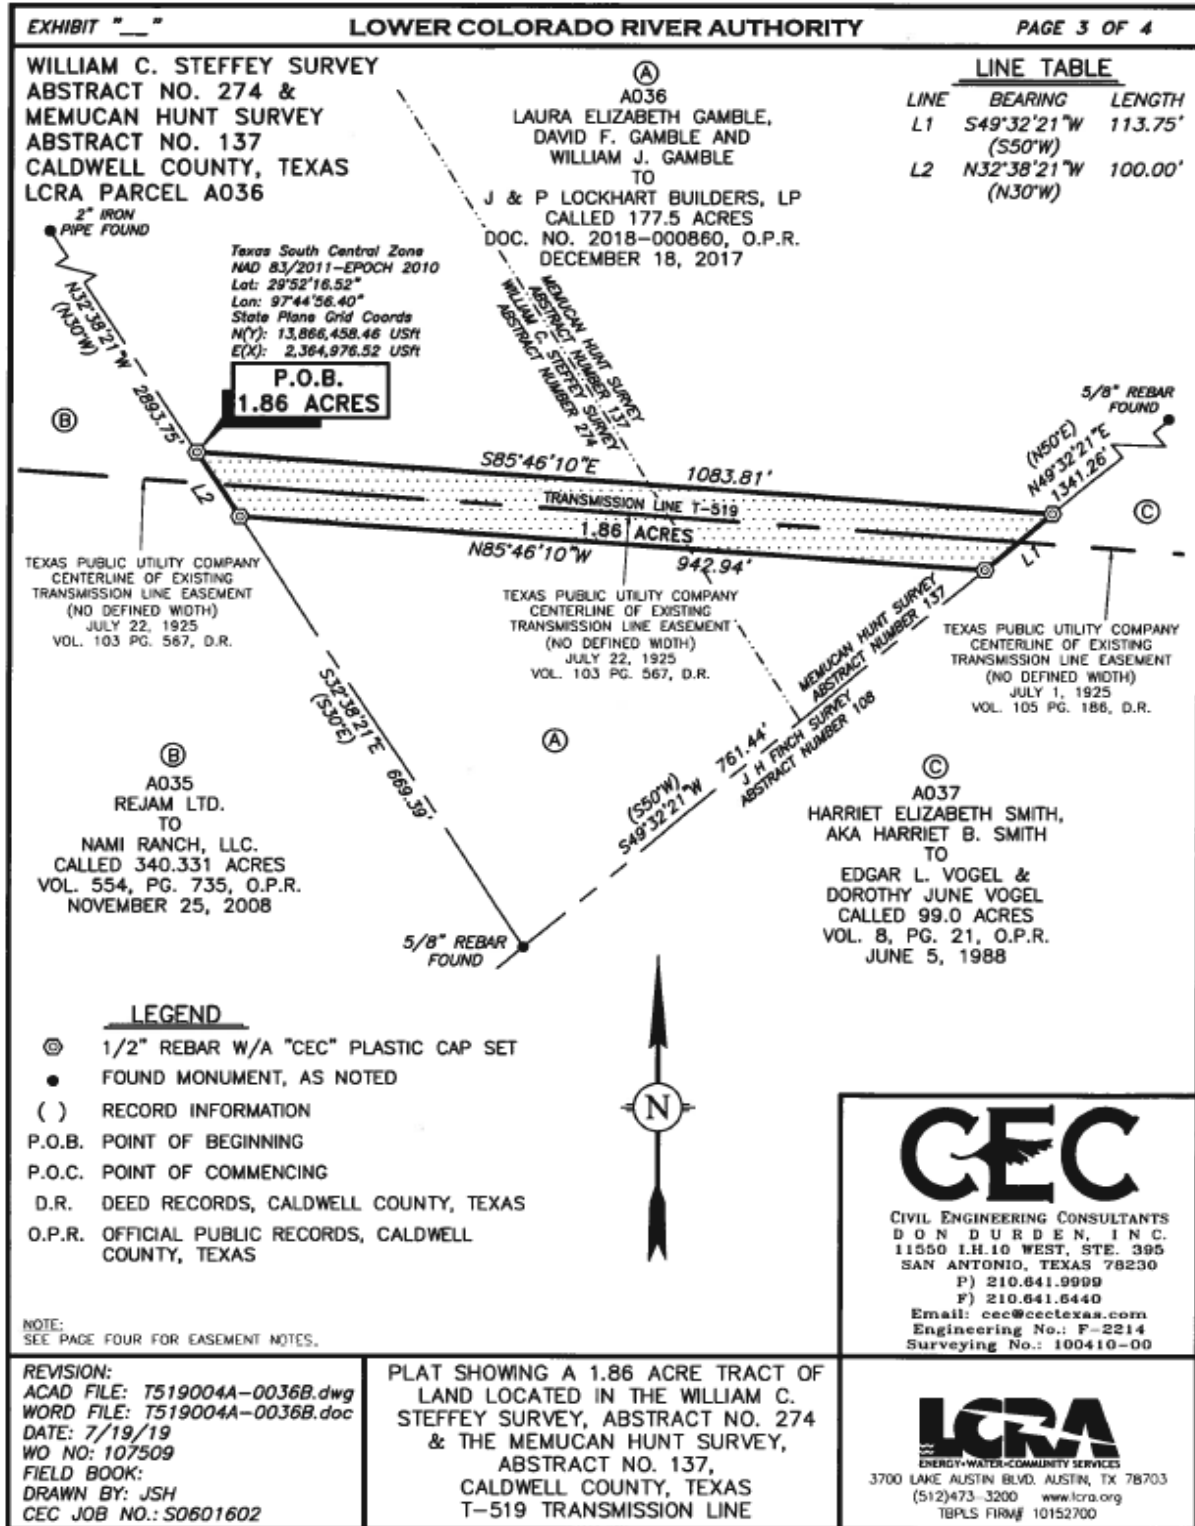 EXHIBIT "__"
LOWER COLORADO RIVER AUTHORITY
PAGE 3 OF 4
WILLIAM C. STEFFEY SURVEY
ABSTRACT NO. 274 &
MEMUCAN HUNT SURVEY
ABSTRACT NO. 137
CALDWELL COUNTY, TEXAS
LCRA PARCEL A036
A
A036
LAURA ELIZABETH GAMBLE,
DAVID F. GAMBLE AND
WILLIAM J. GAMBLE
TO
J & P LOCKHART BUILDERS, LP
CALLED 177.5 ACRES
DOC. NO. 2018-000860, O.P.R.
DECEMBER 18, 2017
LINE TABLE
LINE BEARING LENGTH
L1 S49°32'21"W 113.75'
(S50°W)
L2 N32°38'21"W 100.00'
(N30°W)
2" IRON
PIPE FOUND
N32°38'21"W 2893.75'
(N30°W)
Texas South Central Zone
NAD 83/2011-EPOCH 2010
Lat: 29°52'16.52"
Lon: 97°44'56.40"
State Plane Grid Coords
N(Y): 13,866,458.46 USft
E(X): 2,364,976.52 USft
P.O.B.
1.86 ACRES
MEMUCAN HUNT SURVEY
ABSTRACT NUMBER 137
WILLIAM C. STEFFEY SURVEY
ABSTRACT NUMBER 274
5/8" REBAR
FOUND
(N50°E)
N49°32'21"E
1341.26'
B
C
S85°46'10"E 1083.81'
TRANSMISSION LINE T-519
1.86 ACRES
N85°46'10"W 942.94'
L2
L1
TEXAS PUBLIC UTILITY COMPANY
CENTERLINE OF EXISTING
TRANSMISSION LINE EASEMENT
(NO DEFINED WIDTH)
JULY 22, 1925
VOL. 103 PG. 567, D.R.
TEXAS PUBLIC UTILITY COMPANY
CENTERLINE OF EXISTING
TRANSMISSION LINE EASEMENT
(NO DEFINED WIDTH)
JULY 22, 1925
VOL. 103 PG. 567, D.R.
MEMUCAN HUNT SURVEY
ABSTRACT NUMBER 137
J H FINCH SURVEY
ABSTRACT NUMBER 108
TEXAS PUBLIC UTILITY COMPANY
CENTERLINE OF EXISTING
TRANSMISSION LINE EASEMENT
(NO DEFINED WIDTH)
JULY 1, 1925
VOL. 105 PG. 186, D.R.
S32°38'21"E 669.39'
(S30°E)
A
(S50°W)
S49°32'21"W 761.44'
B
A035
REJAM LTD.
TO
NAMI RANCH, LLC.
CALLED 340.331 ACRES
VOL. 554, PG. 735, O.P.R.
NOVEMBER 25, 2008
C
A037
HARRIET ELIZABETH SMITH,
AKA HARRIET B. SMITH
TO
EDGAR L. VOGEL &
DOROTHY JUNE VOGEL
CALLED 99.0 ACRES
VOL. 8, PG. 21, O.P.R.
JUNE 5, 1988
5/8" REBAR
FOUND
LEGEND
1/2" REBAR W/A "CEC" PLASTIC CAP SET
FOUND MONUMENT, AS NOTED
( ) RECORD INFORMATION
P.O.B. POINT OF BEGINNING
P.O.C. POINT OF COMMENCING
D.R. DEED RECORDS, CALDWELL COUNTY, TEXAS
O.P.R. OFFICIAL PUBLIC RECORDS, CALDWELL
COUNTY, TEXAS
N
NOTE:
SEE PAGE FOUR FOR EASEMENT NOTES.
CEC
CIVIL ENGINEERING CONSULTANTS
DON DURDEN, INC.
11550 I.H.10 WEST, STE. 395
SAN ANTONIO, TEXAS 78230
P) 210.641.9999
F) 210.641.6440
Email: cec@cectexas.com
Engineering No.: F-2214
Surveying No.: 100410-00
REVISION:
ACAD FILE: T519004A-0036B.dwg
WORD FILE: T519004A-0036B.doc
DATE: 7/19/19
WO NO: 107509
FIELD BOOK:
DRAWN BY: JSH
CEC JOB NO.: S0601602
PLAT SHOWING A 1.86 ACRE TRACT OF
LAND LOCATED IN THE WILLIAM C.
STEFFEY SURVEY, ABSTRACT NO. 274
& THE MEMUCAN HUNT SURVEY,
ABSTRACT NO. 137,
CALDWELL COUNTY, TEXAS
T-519 TRANSMISSION LINE
LCRA
ENERGY•WATER•COMMUNITY SERVICES
3700 LAKE AUSTIN BLVD. AUSTIN, TX 78703
(512)473-3200 www.lcra.org
TBPLS FIRM# 10152700